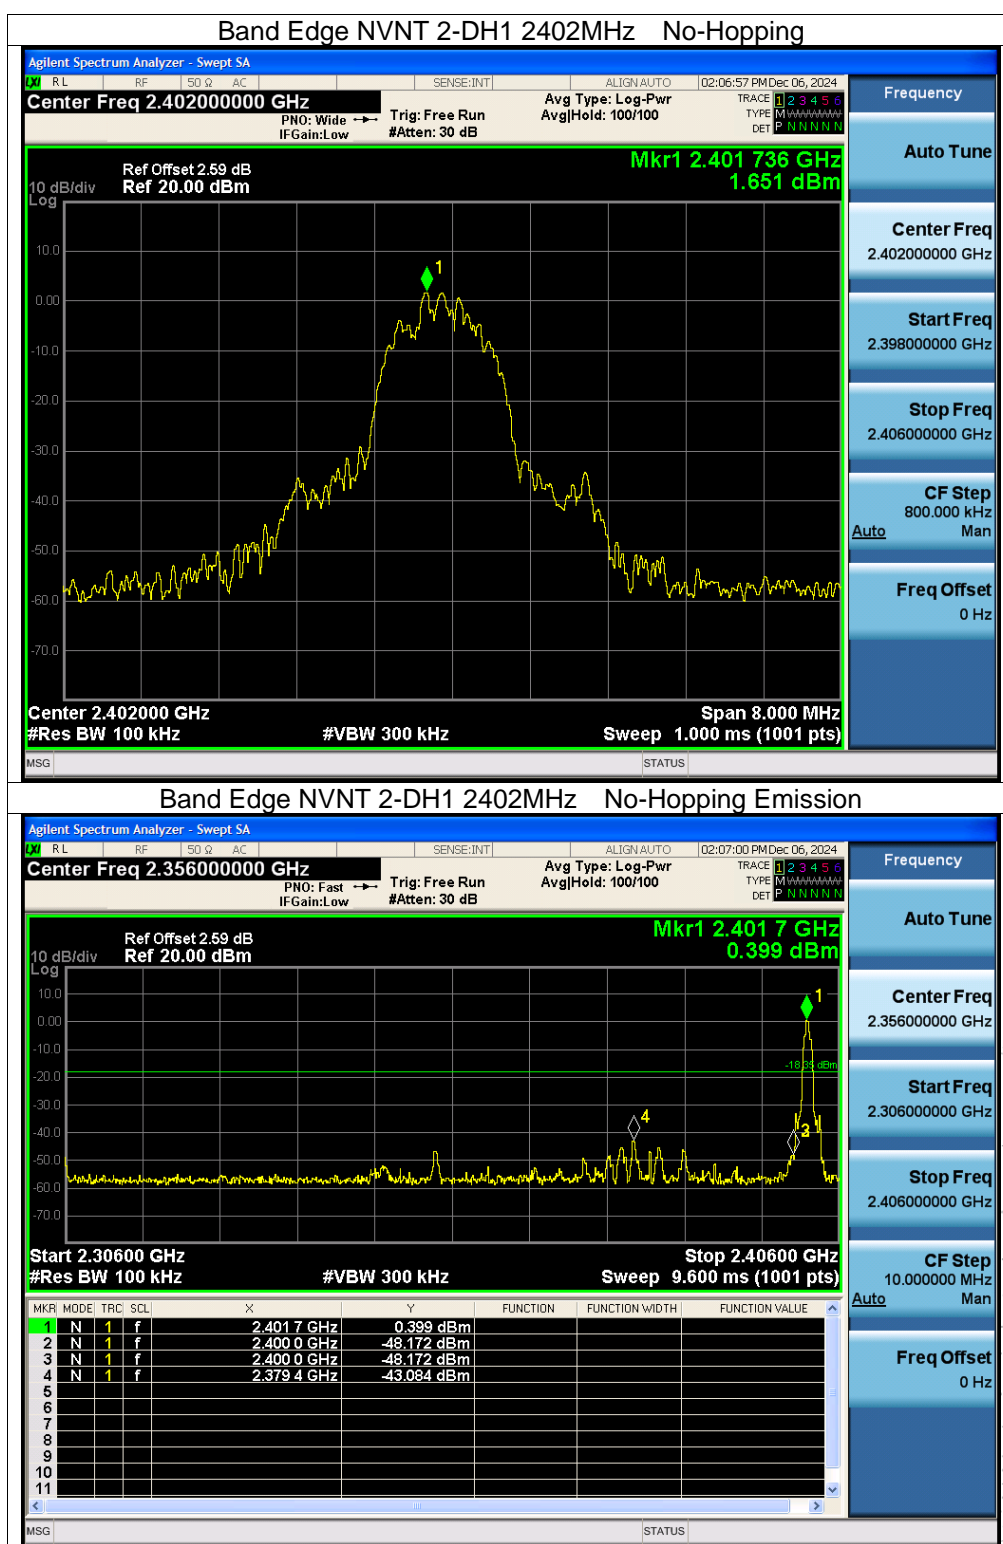 Band Edge NVNT 2-DH1 2402MHz No-Hopping
Agilent Spectrum Analyzer - Swept SA
LXI RL RF 50 Ω AC SENSE:INT ALIGN AUTO 02:06:57 PM Dec 06, 2024
Center Freq 2.402000000 GHz
PNO: Wide
IFGain:Low
Trig: Free Run
#Atten: 30 dB
Avg Type: Log-Pwr
Avg|Hold: 100/100
TRACE 1 2 3 4 5 6
TYPE M WWWWW
DET P N N N N N
Frequency
Auto Tune
Center Freq
2.402000000 GHz
Start Freq
2.398000000 GHz
Stop Freq
2.406000000 GHz
CF Step
800.000 kHz
Auto Man
Freq Offset
0 Hz
Mkr1 2.401 736 GHz
1.651 dBm
Ref Offset 2.59 dB
10 dB/div Ref 20.00 dBm
Log
10.0
0.00
-10.0
-20.0
-30.0
-40.0
-50.0
-60.0
-70.0
1
Center 2.402000 GHz Span 8.000 MHz
#Res BW 100 kHz #VBW 300 kHz Sweep 1.000 ms (1001 pts)
MSG STATUS
Band Edge NVNT 2-DH1 2402MHz No-Hopping Emission
Agilent Spectrum Analyzer - Swept SA
LXI RL RF 50 Ω AC SENSE:INT ALIGN AUTO 02:07:00 PM Dec 06, 2024
Center Freq 2.356000000 GHz
PNO: Fast
IFGain:Low
Trig: Free Run
#Atten: 30 dB
Avg Type: Log-Pwr
Avg|Hold: 100/100
TRACE 1 2 3 4 5 6
TYPE M WWWWW
DET P N N N N N
Frequency
Auto Tune
Center Freq
2.356000000 GHz
Start Freq
2.306000000 GHz
Stop Freq
2.406000000 GHz
CF Step
10.000000 MHz
Auto Man
Freq Offset
0 Hz
Mkr1 2.401 7 GHz
0.399 dBm
Ref Offset 2.59 dB
10 dB/div Ref 20.00 dBm
Log
10.0
0.00
-10.0
-20.0
-30.0
-40.0
-50.0
-60.0
-70.0
1
-18.35 dBm
4
3
Start 2.30600 GHz Stop 2.40600 GHz
#Res BW 100 kHz #VBW 300 kHz Sweep 9.600 ms (1001 pts)
MKR MODE TRC SCL X Y FUNCTION FUNCTION WIDTH FUNCTION VALUE
1 N 1 f 2.401 7 GHz 0.399 dBm
2 N 1 f 2.400 0 GHz -48.172 dBm
3 N 1 f 2.400 0 GHz -48.172 dBm
4 N 1 f 2.379 4 GHz -43.084 dBm
5
6
7
8
9
10
11
MSG STATUS